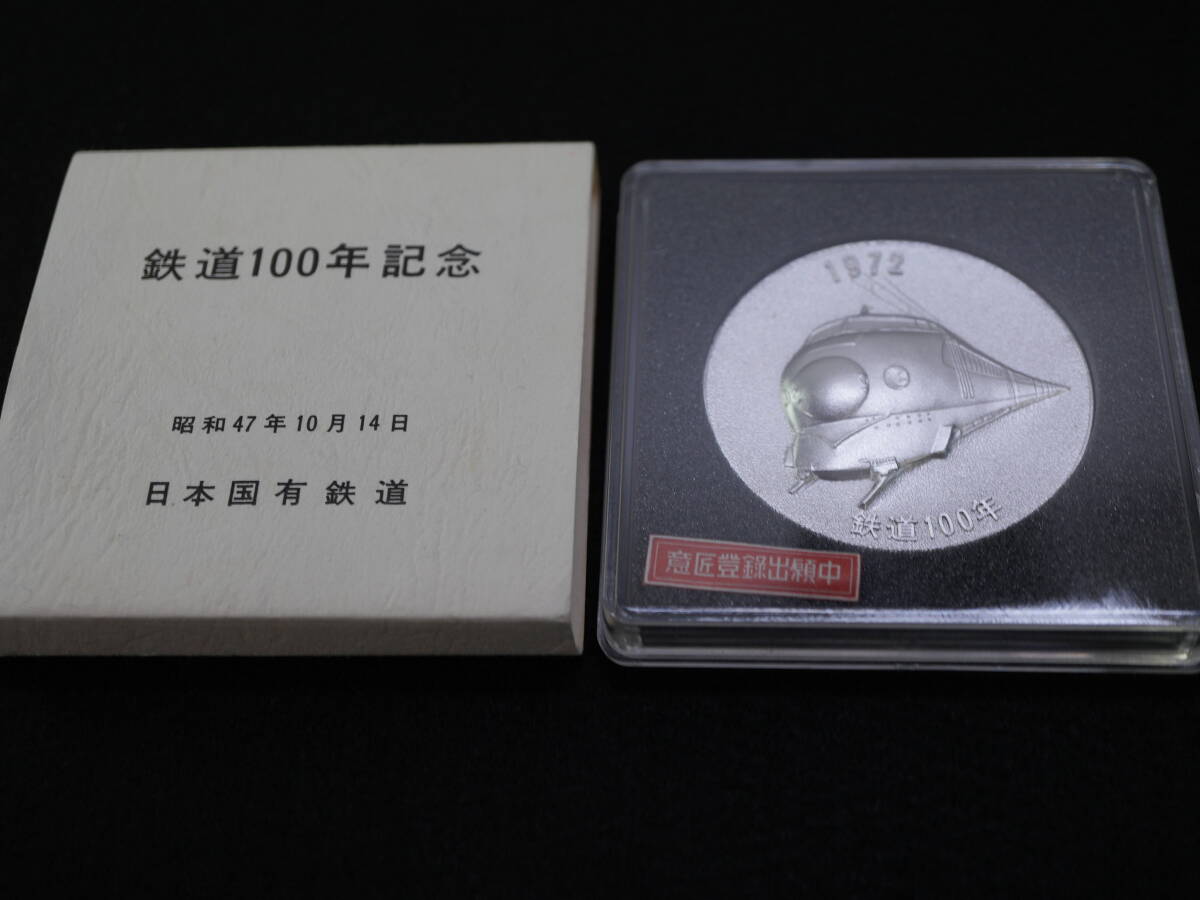 鉄道100年記念
昭和47年10月14日
日本国有鉄道
1972
鉄道100年
意匠登録出願中